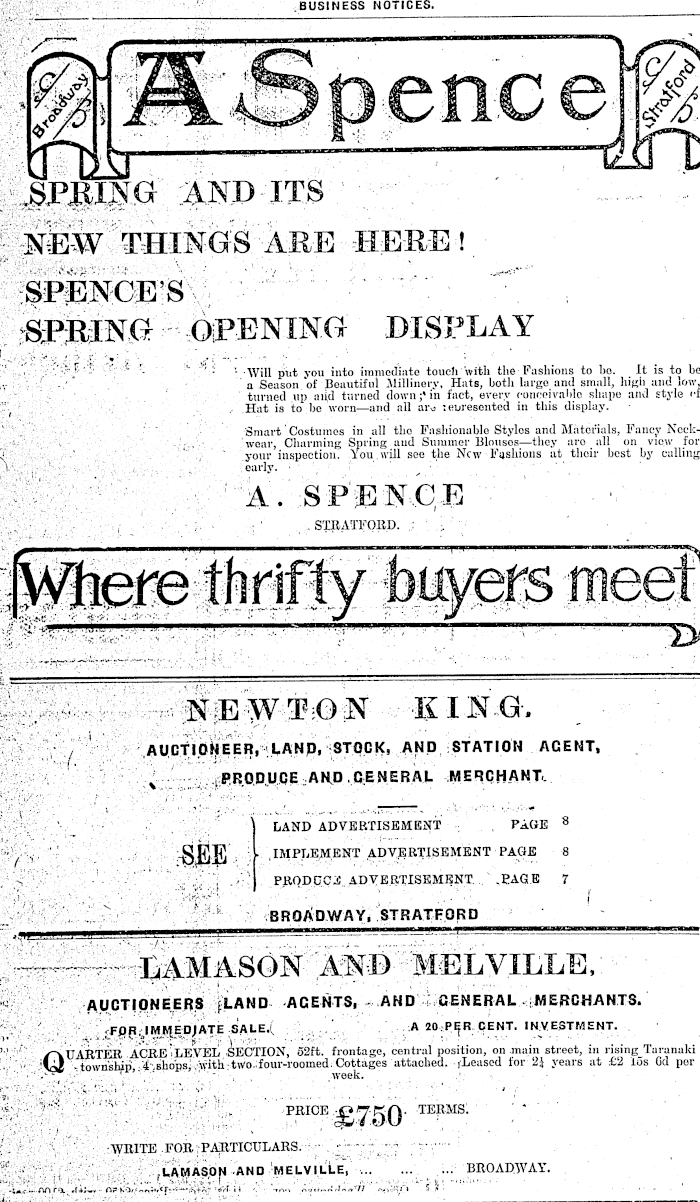 BUSINESS NOTICES.
Broadway
A Spence
Stratford
SPRING AND ITS
NEW THINGS ARE HERE!
SPENCE'S
SPRING OPENING DISPLAY
Will put you into immediate touch with the Fashions to be. It is to be
a Season of Beautiful Millinery, Hats, both large and small, high and low,
turned up and turned down; in fact, every conceivable shape and style of
Hat is to be worn—and all are represented in this display.
Smart Costumes in all the Fashionable Styles and Materials, Fancy Neck-
wear, Charming Spring and Summer Blouses—they are all on view for
your inspection. You will see the New Fashions at their best by calling
early.
A. SPENCE
STRATFORD.
Where thrifty buyers meet
NEWTON KING.
AUCTIONEER, LAND, STOCK, AND STATION AGENT,
PRODUCE AND GENERAL MERCHANT.
SEE
LAND ADVERTISEMENT PAGE 8
IMPLEMENT ADVERTISEMENT PAGE 8
PRODUCE ADVERTISEMENT PAGE 7
BROADWAY, STRATFORD
LAMASON AND MELVILLE,
AUCTIONEERS LAND AGENTS, AND GENERAL MERCHANTS.
FOR IMMEDIATE SALE. A 20 PER CENT. INVESTMENT.
QUARTER ACRE LEVEL SECTION, 52ft. frontage, central position, on main street, in rising Taranaki
township, 4 shops, with two four-roomed Cottages attached. Leased for 2½ years at £2 15s 6d per
week.
PRICE £750 TERMS.
WRITE FOR PARTICULARS.
LAMASON AND MELVILLE, ... ... ... BROADWAY.